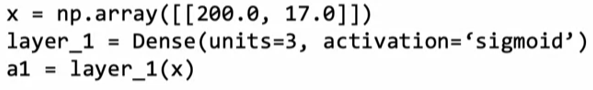 x = np.array([[200.0, 17.0]])
layer_1 = Dense(units=3, activation=‘sigmoid’)
a1 = layer_1(x)